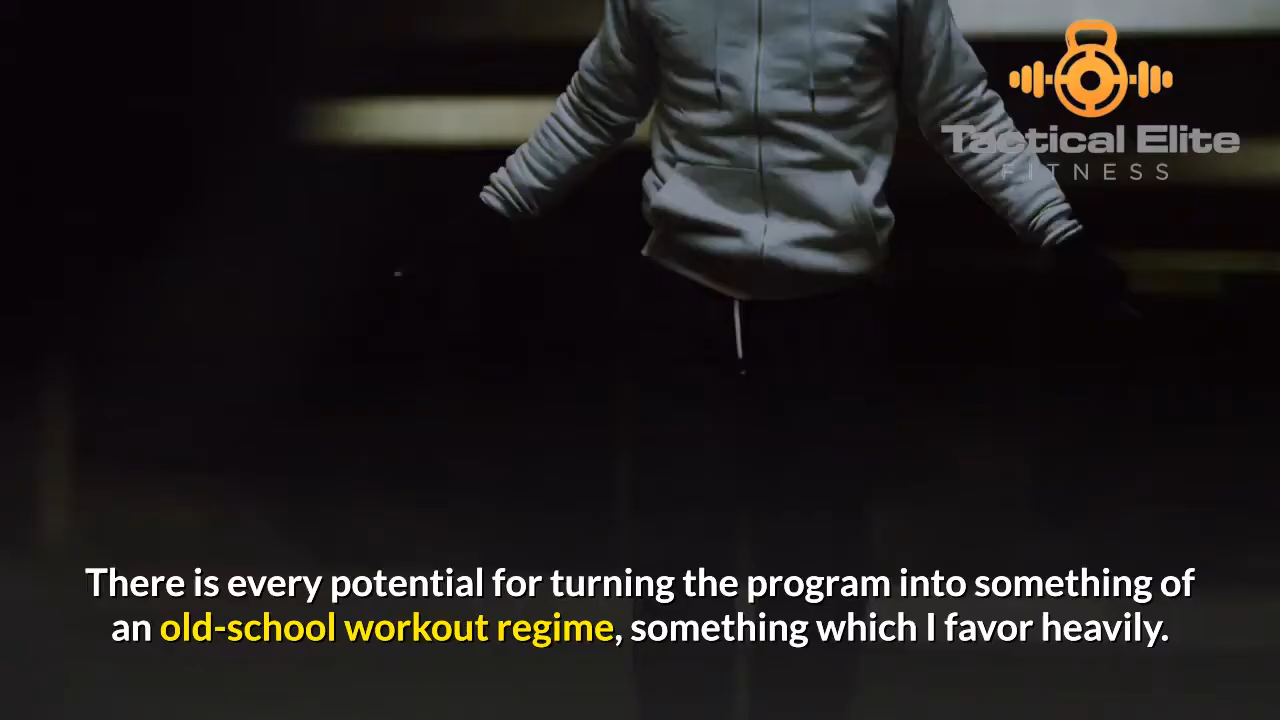 Tactical Elite
FITNESS
There is every potential for turning the program into something of
an old-school workout regime, something which I favor heavily.